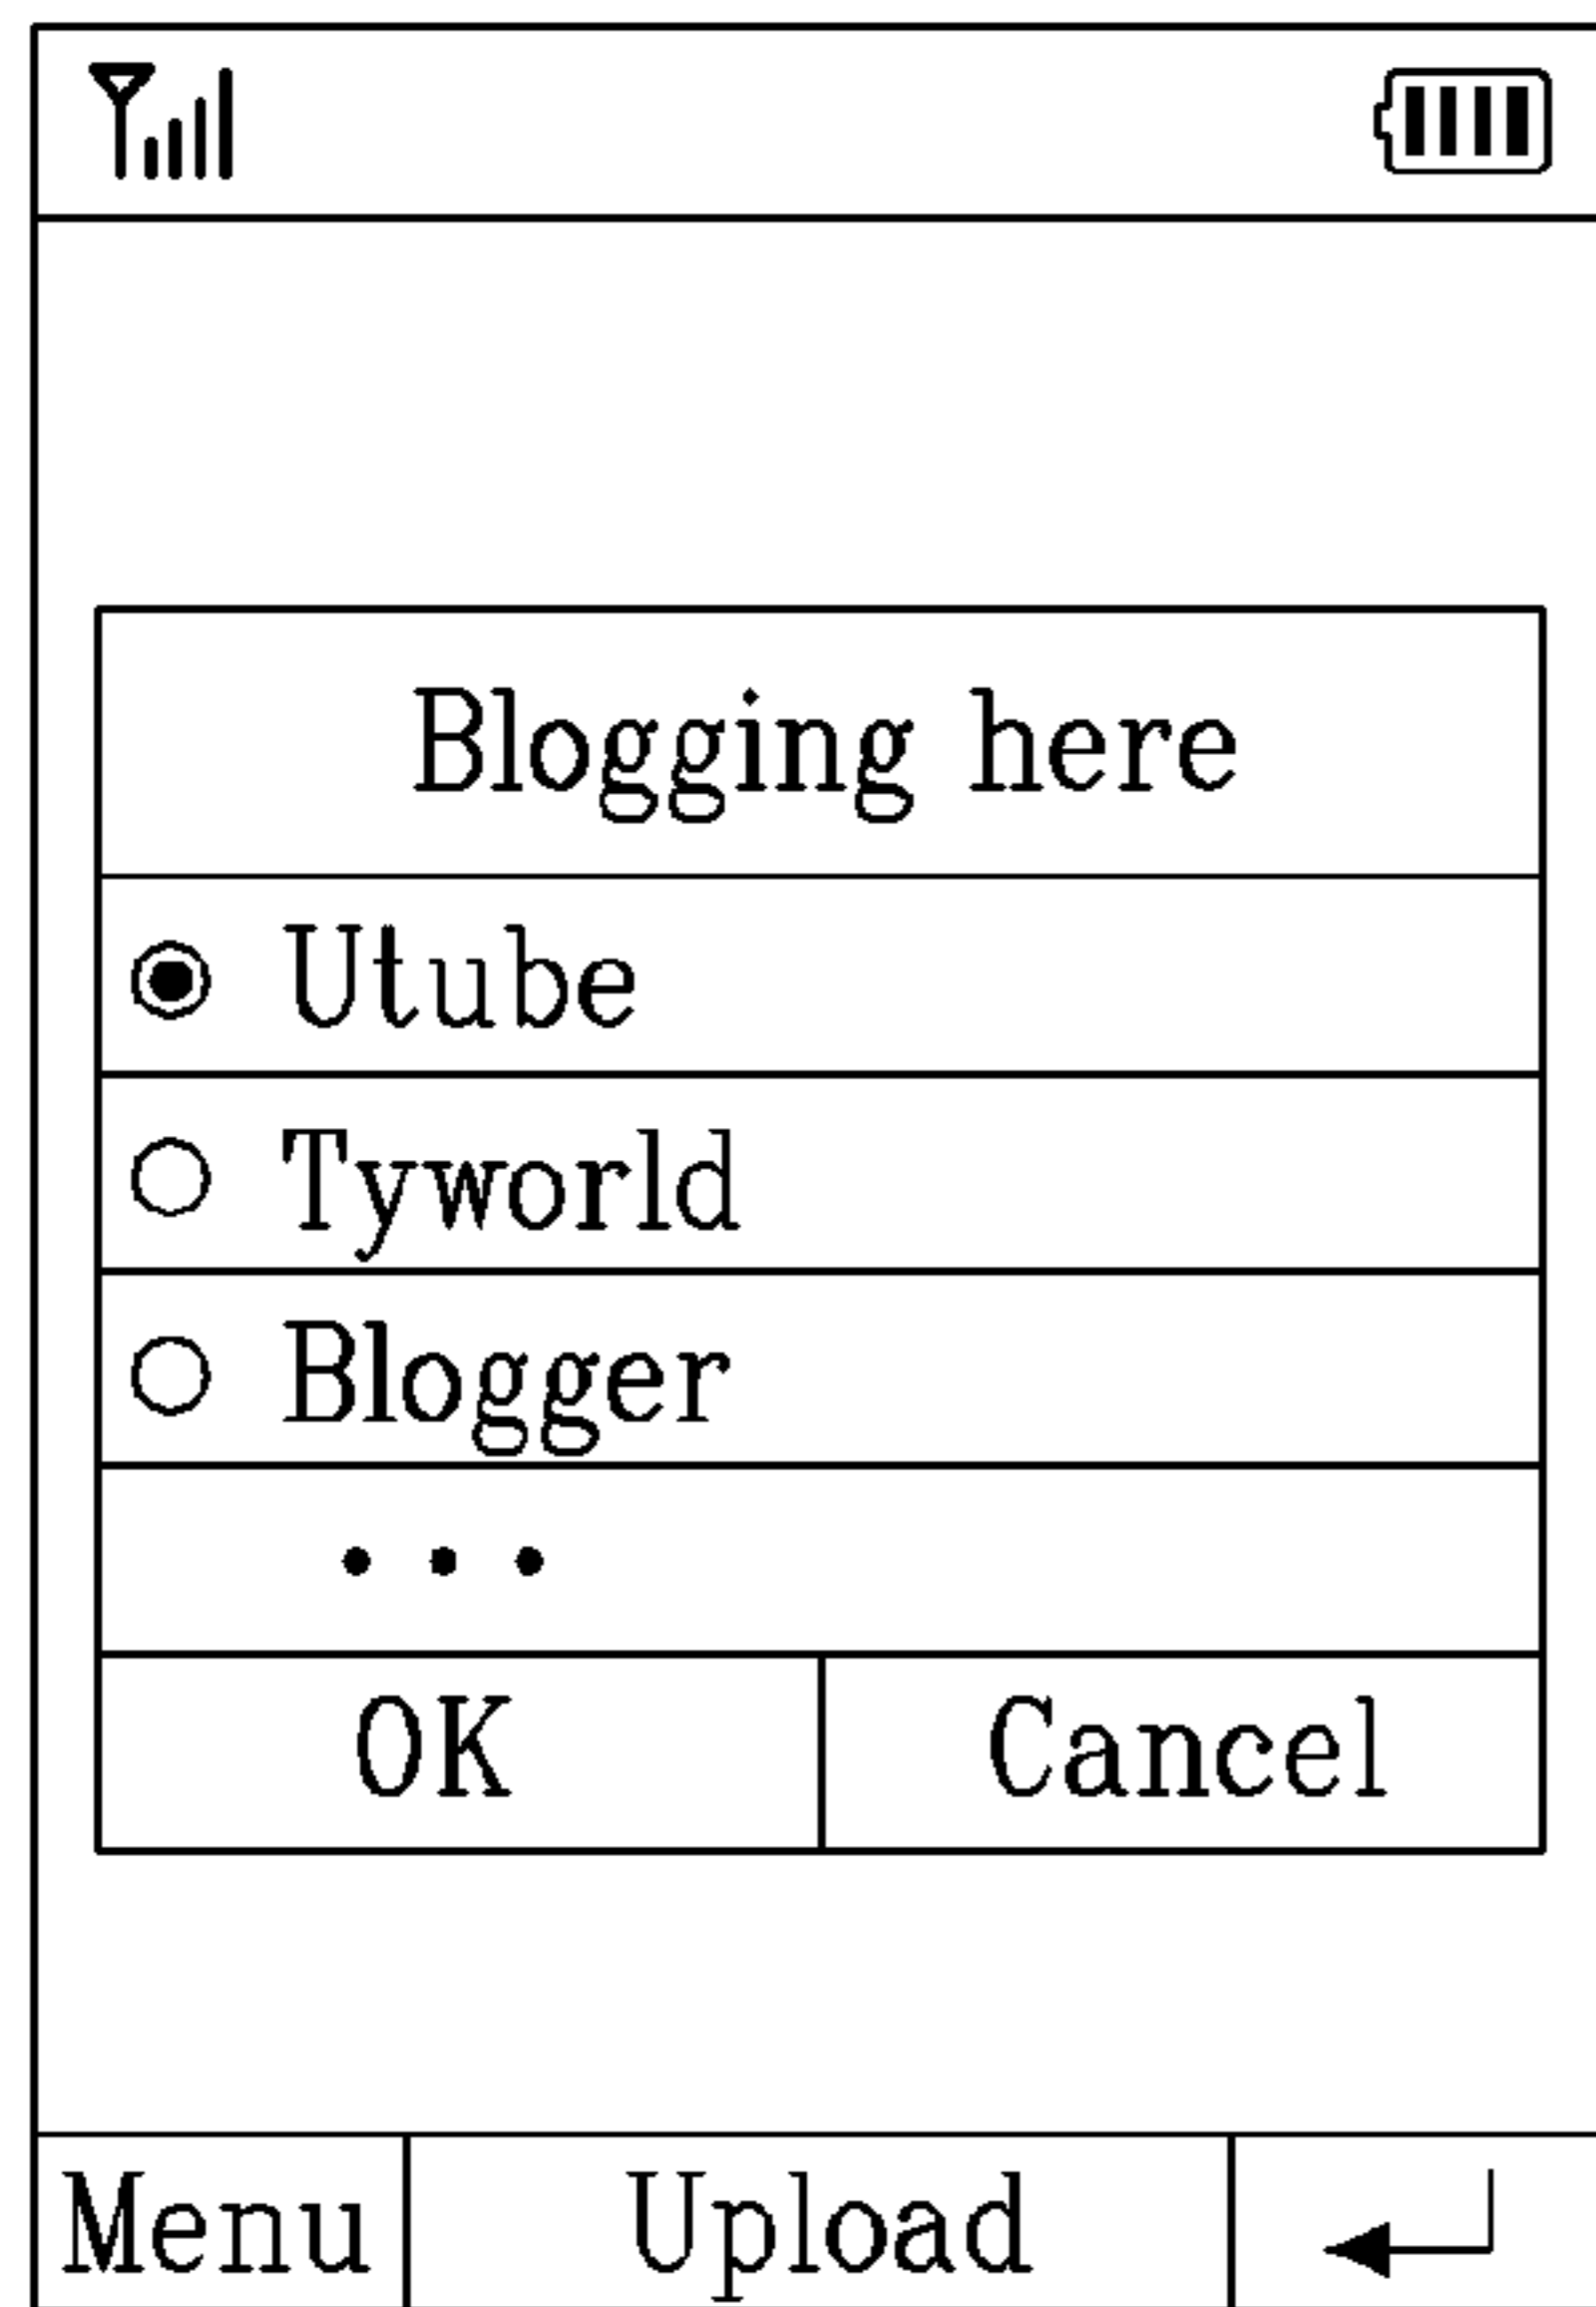 Blogging here
Utube
Tyworld
Blogger
• • •
OK Cancel
Menu Upload